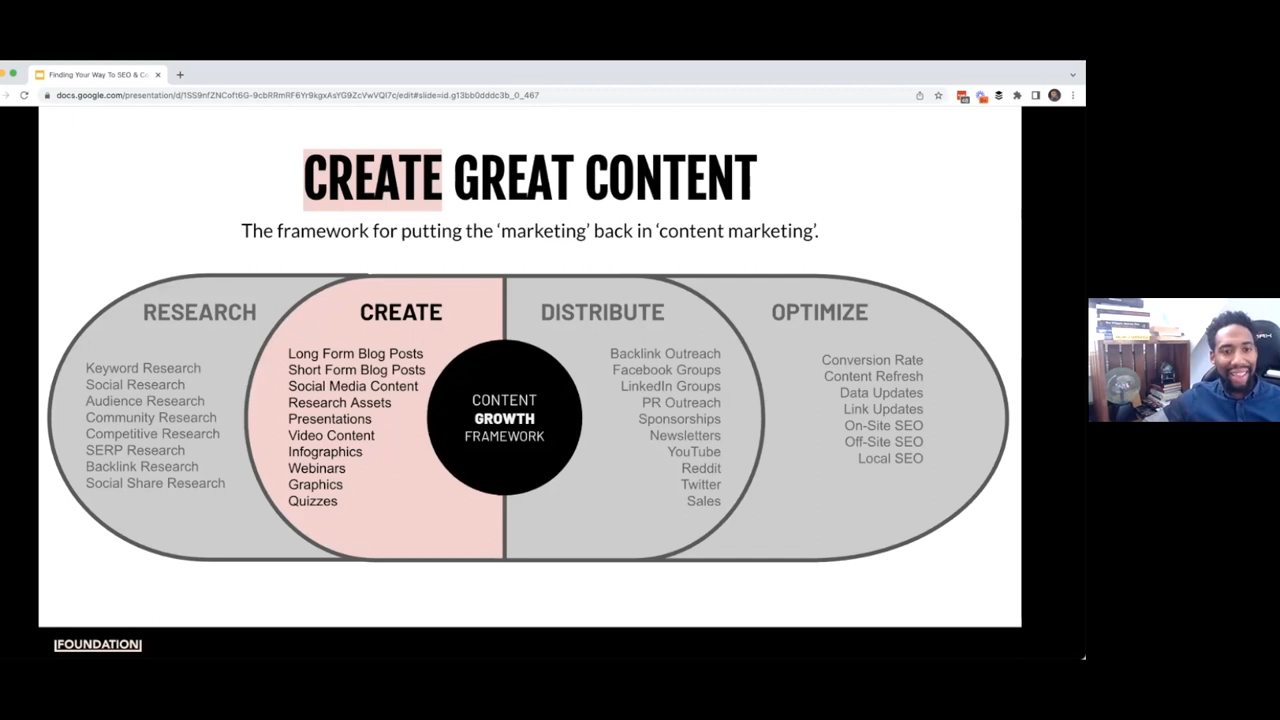 Finding Your Way To SEO & Co
docs.google.com/presentation/d/1SS9nfZNCoft6G-9cbRRmRF6Yr9kgxAsYG9ZcVwVQI7c/edit#slide=id.g13bb0dddc3b_0_467
CREATE GREAT CONTENT
The framework for putting the ‘marketing’ back in ‘content marketing’.
RESEARCH
Keyword Research
Social Research
Audience Research
Community Research
Competitive Research
SERP Research
Backlink Research
Social Share Research
CREATE
Long Form Blog Posts
Short Form Blog Posts
Social Media Content
Research Assets
Presentations
Video Content
Infographics
Webinars
Graphics
Quizzes
CONTENT
GROWTH
FRAMEWORK
DISTRIBUTE
Backlink Outreach
Facebook Groups
LinkedIn Groups
PR Outreach
Sponsorships
Newsletters
YouTube
Reddit
Twitter
Sales
OPTIMIZE
Conversion Rate
Content Refresh
Data Updates
Link Updates
On-Site SEO
Off-Site SEO
Local SEO
|FOUNDATION|